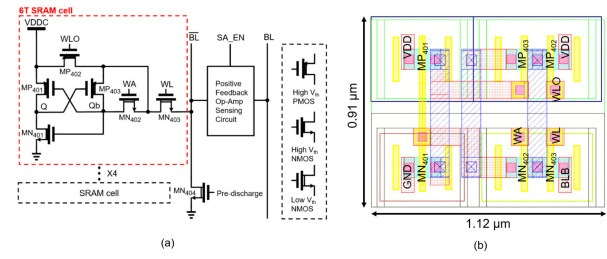 6T SRAM cell
VDDC
WLO
MP402
MP401
MP403
Q
Qb
WA
WL
MN402
MN403
MN401
X4
SRAM cell
BL
SA_EN
BL
Positive
Feedback
Op-Amp
Sensing
Circuit
MN404
Pre-discharge
High Vth
PMOS
High Vth
NMOS
Low Vth
NMOS
(a)
VDD
MP401
MP403
MP402
VDD
WLO
WA
WL
GND
MN401
MN402
MN403
BLB
0.91 µm
1.12 µm
(b)